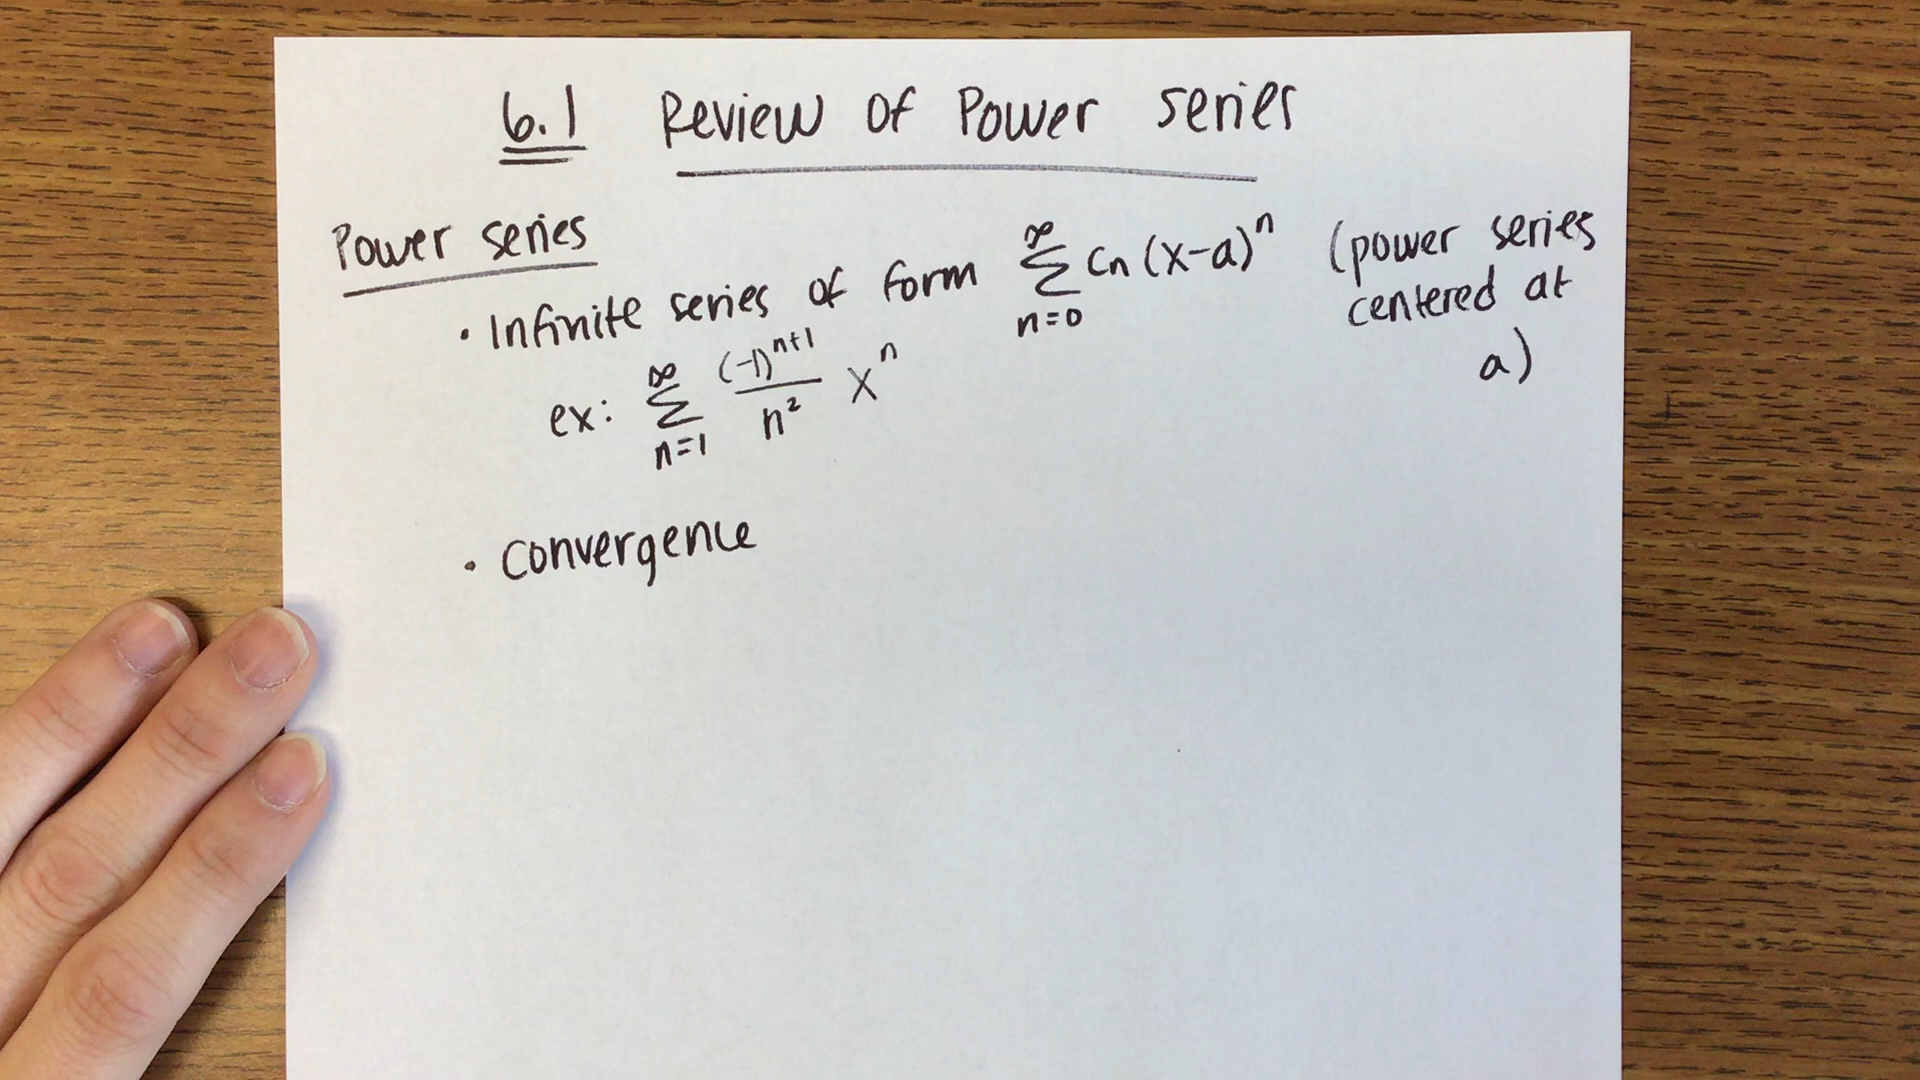 6.1 Review of Power series
Power series
• Infinite series of form ∞ Σ n=0 Cn (x-a)^n (power series
centered at
a)
ex: ∞ Σ n=1 (-1)^n+1 / n² x^n
• Convergence